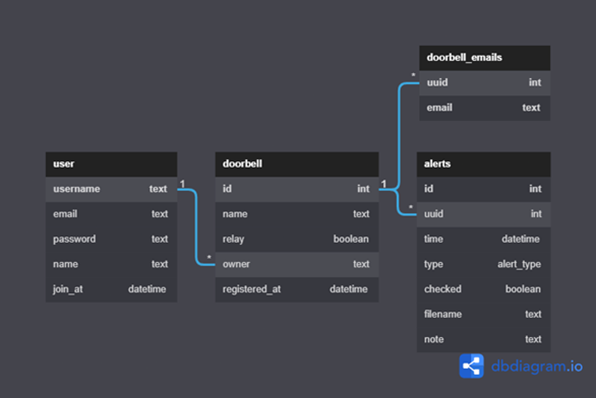 doorbell_emails
* uuid int
email text
user
username text 1
email text
password text
name text
join_at datetime
doorbell
id int 1
name text
relay boolean
* owner text
registered_at datetime
alerts
id int
* uuid int
time datetime
type alert_type
checked boolean
filename text
note text
dbdiagram.io